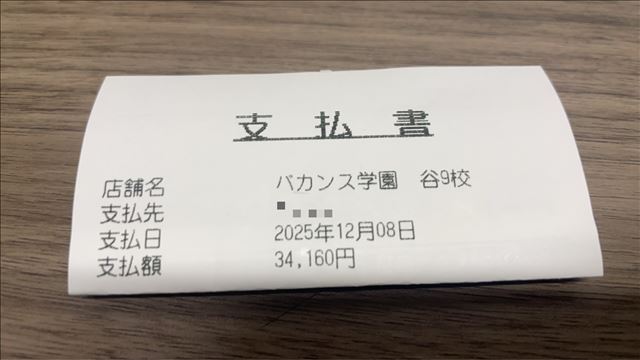 支払書
店舗名 バカンス学園 谷9校
支払先
支払日 2025年12月08日
支払額 34,160円